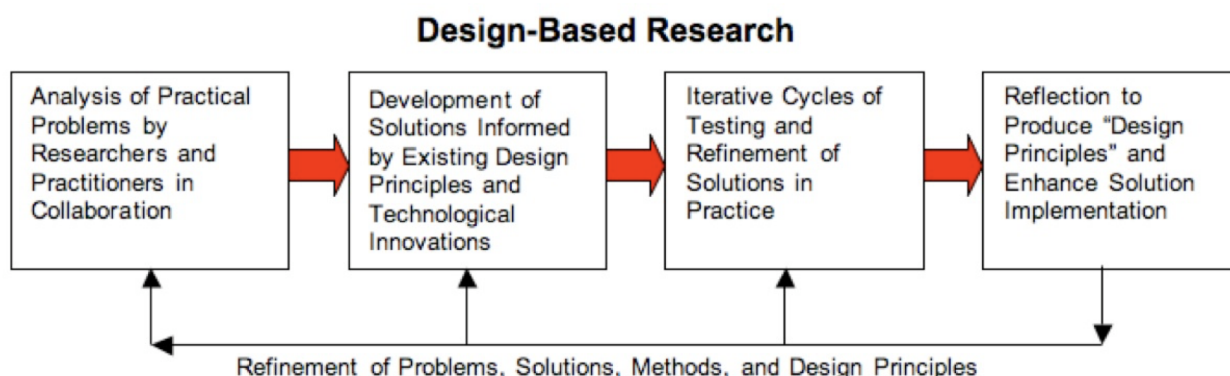 Design-Based Research
Analysis of Practical
Problems by
Researchers and
Practitioners in
Collaboration
Development of
Solutions Informed
by Existing Design
Principles and
Technological
Innovations
Iterative Cycles of
Testing and
Refinement of
Solutions in
Practice
Reflection to
Produce “Design
Principles” and
Enhance Solution
Implementation
Refinement of Problems, Solutions, Methods, and Design Principles